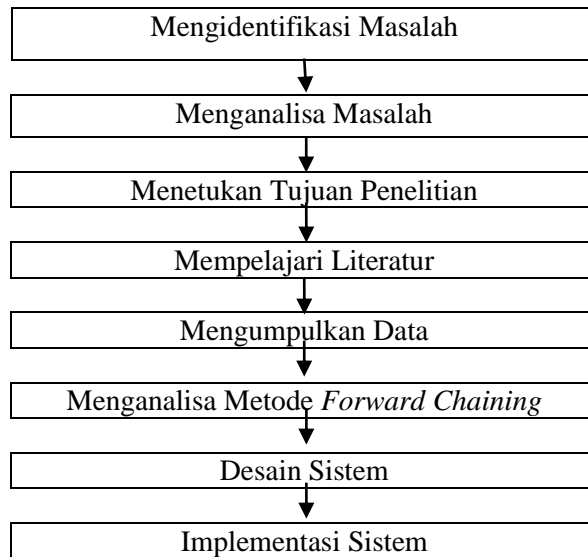 Mengidentifikasi Masalah
Menganalisa Masalah
Menetukan Tujuan Penelitian
Mempelajari Literatur
Mengumpulkan Data
Menganalisa Metode Forward Chaining
Desain Sistem
Implementasi Sistem